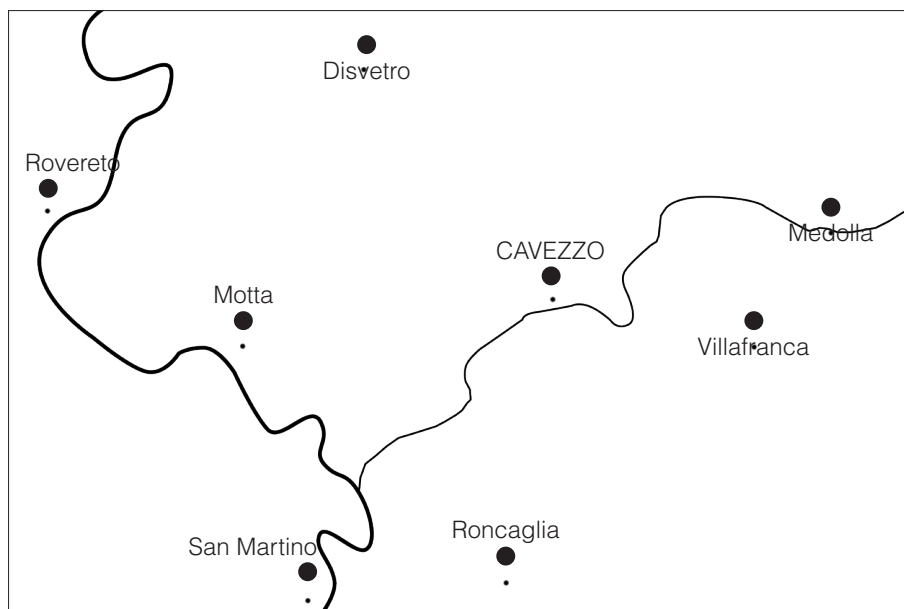 Disvetro
Rovereto
Medolla
CAVEZZO
Motta
Villafranca
San Martino
Roncaglia